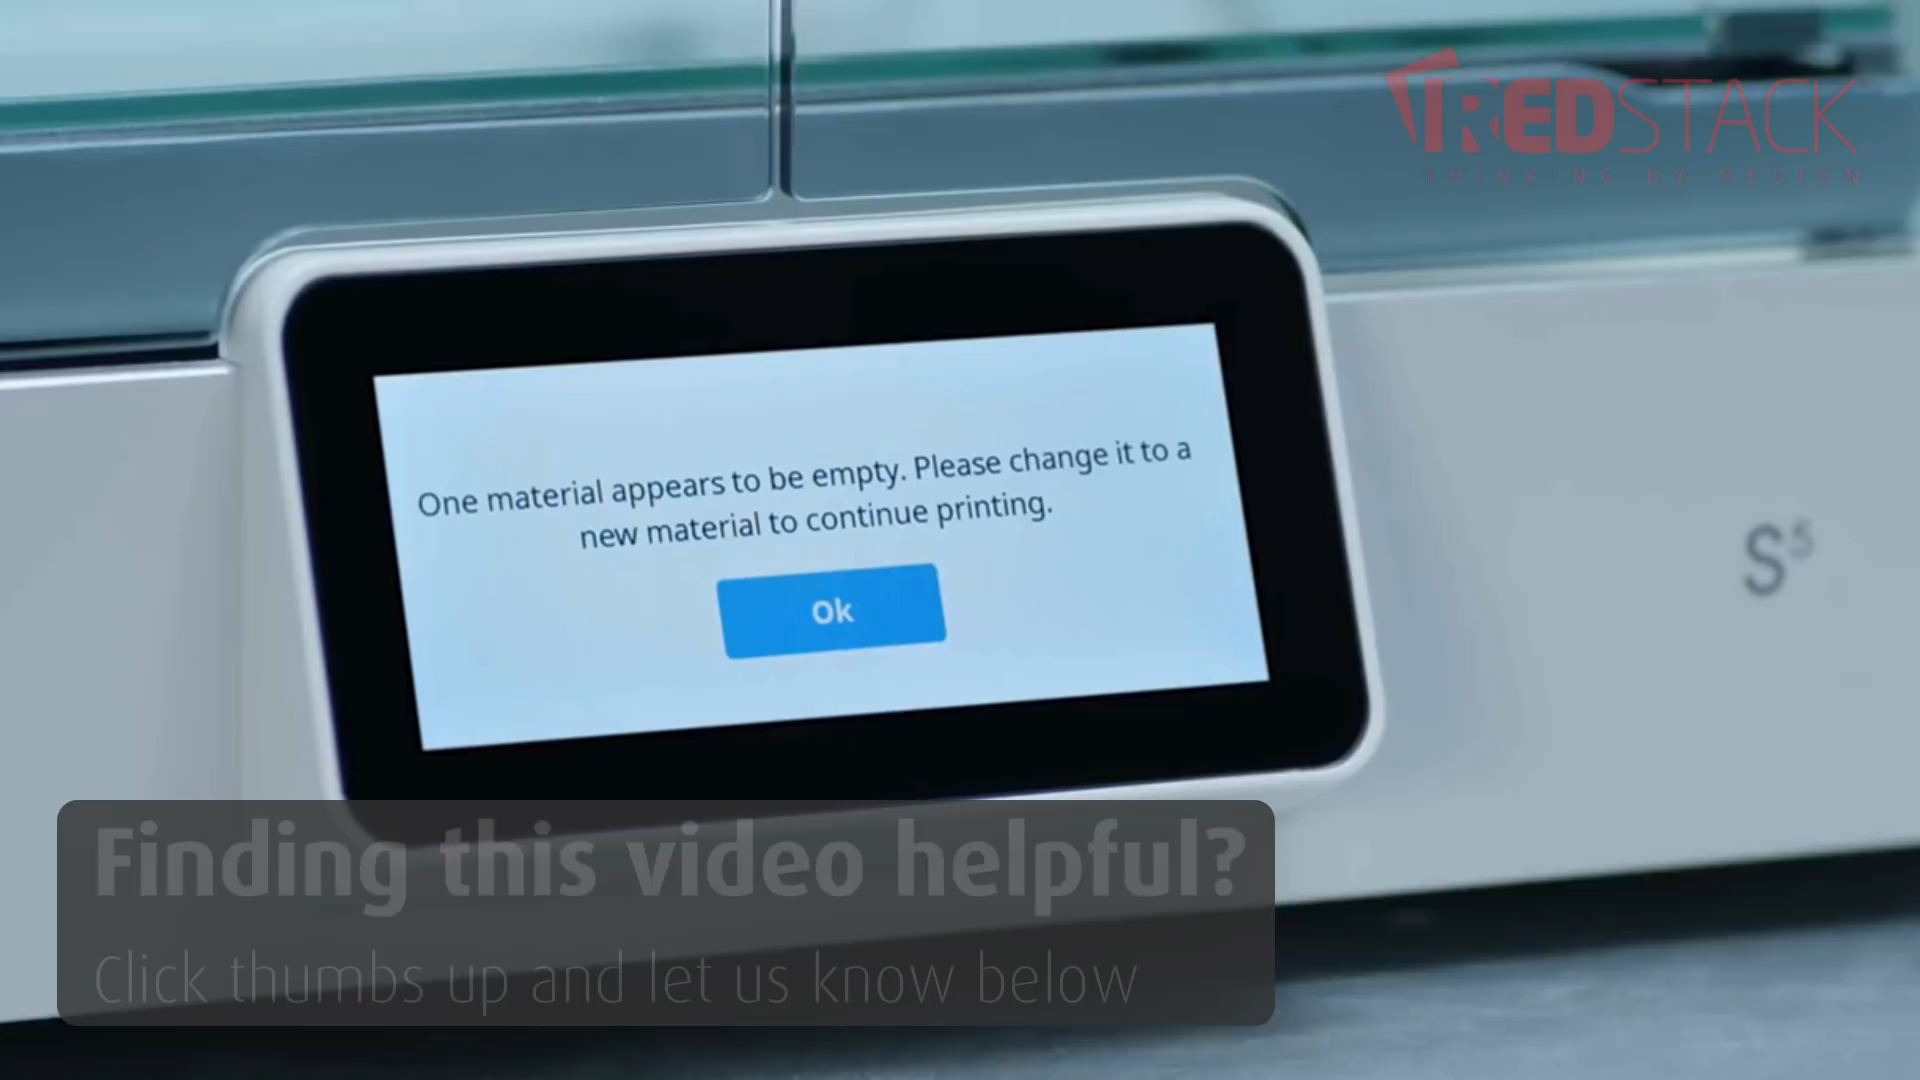 REDSTACK
THINKING BY DESIGN
One material appears to be empty. Please change it to a
new material to continue printing.
Ok
S5
Finding this video helpful?
Click thumbs up and let us know below